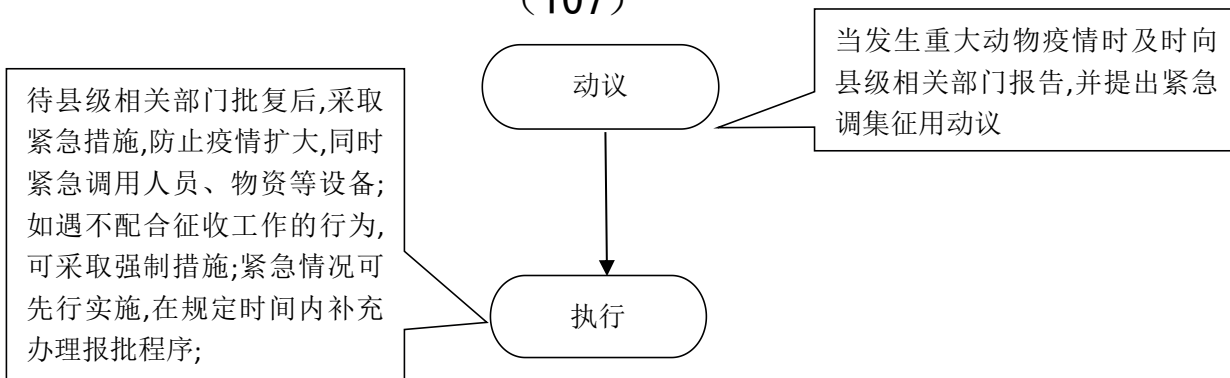 （107）
动议
当发生重大动物疫情时及时向
县级相关部门报告,并提出紧急
调集征用动议
待县级相关部门批复后,采取
紧急措施,防止疫情扩大,同时
紧急调用人员、物资等设备;
如遇不配合征收工作的行为,
可采取强制措施;紧急情况可
先行实施,在规定时间内补充
办理报批程序;
执行